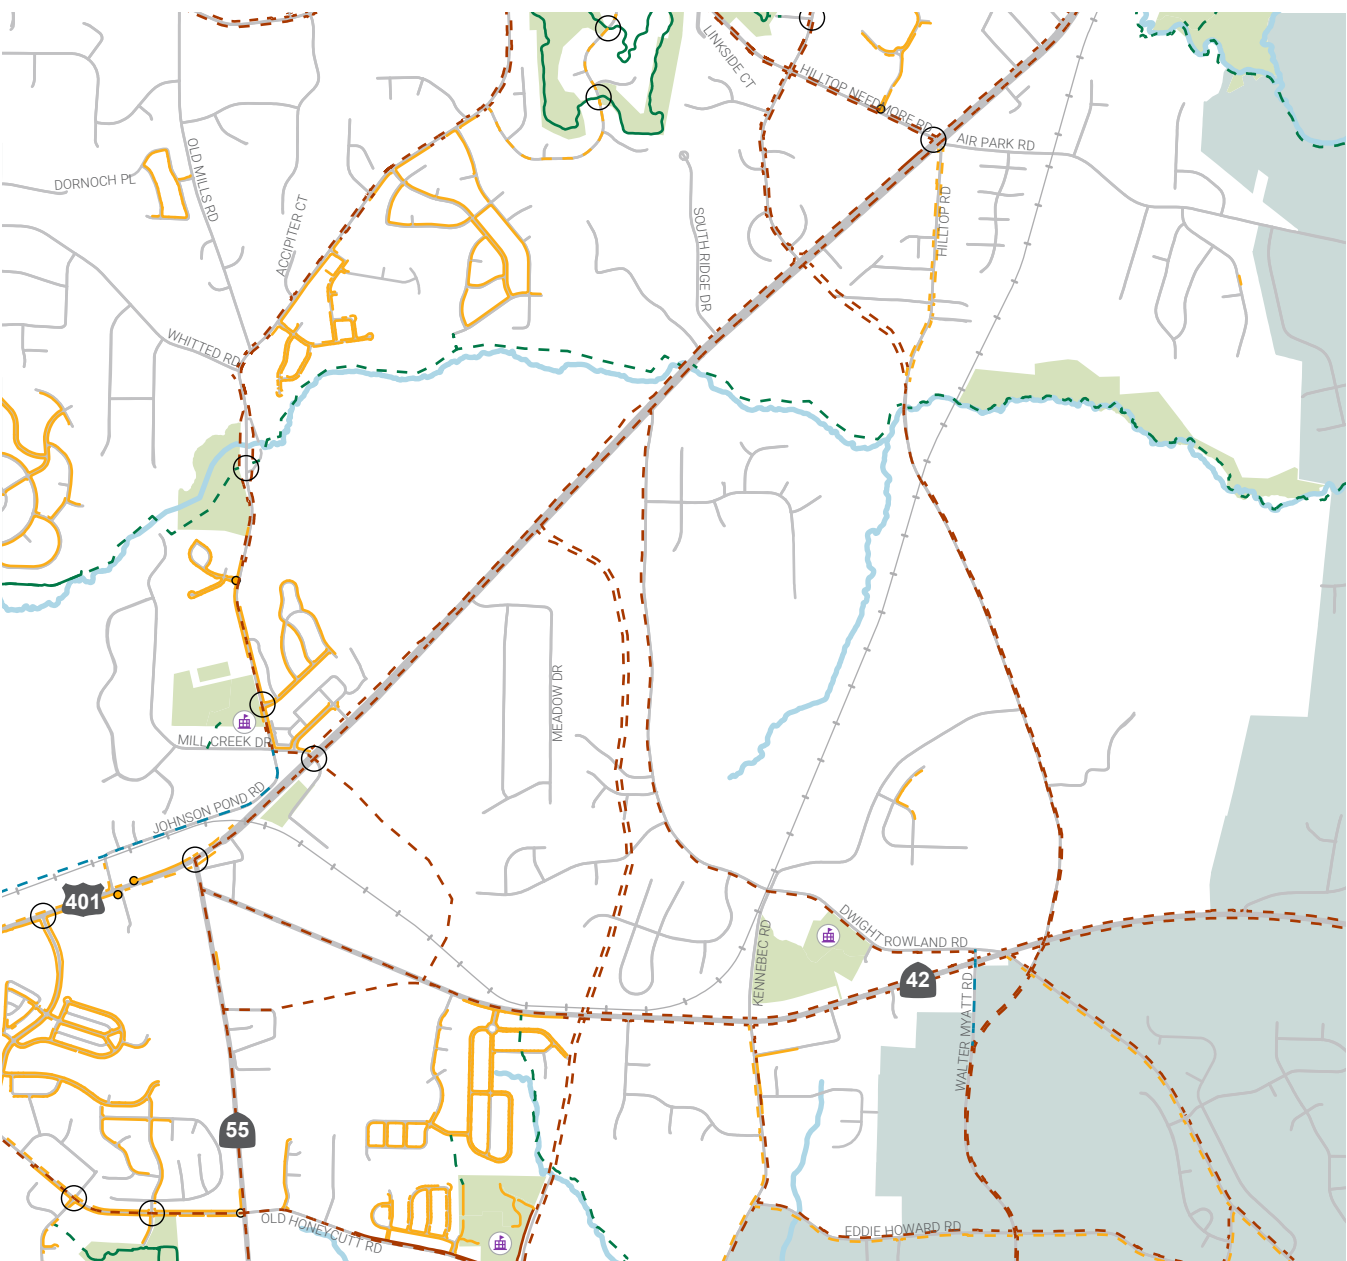 LINKSIDE CT
HILLTOP NEEDMORE RD
AIR PARK RD
OLD MILLS RD
DORNOCH PL
ACCIPITER CT
SOUTH RIDGE DR
HILLTOP RD
WHITTED RD
MEADOW DR
MILL CREEK DR
JOHNSON POND RD
401
DWIGHT
ROWLAND RD
KENNEBEC RD
42
WALTER MYATT RD
55
OLD HONEYCUTT RD
EDDIE HOWARD RD